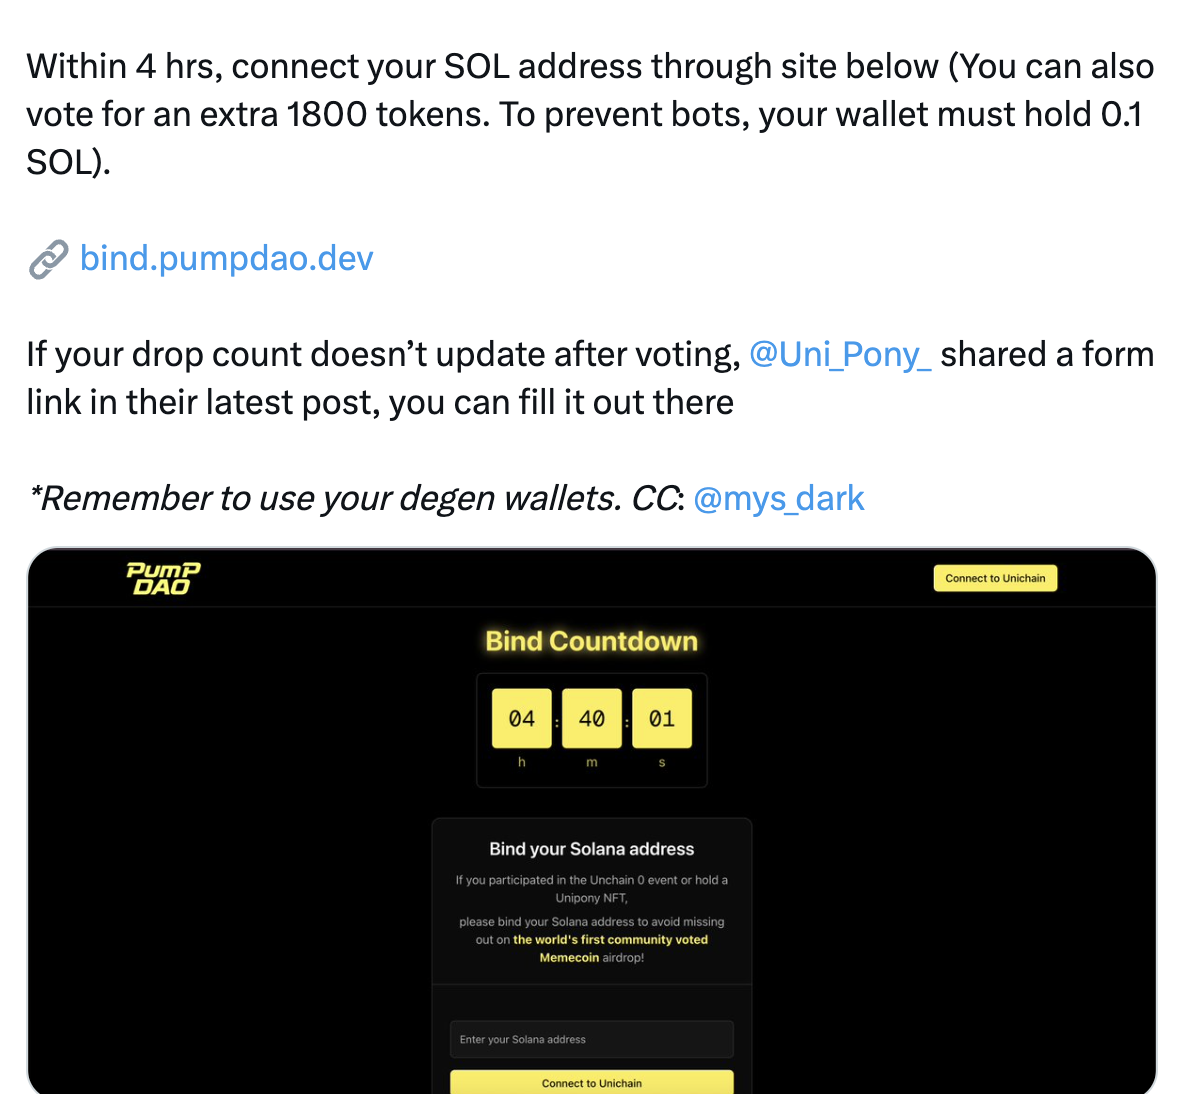 Within 4 hrs, connect your SOL address through site below (You can also
vote for an extra 1800 tokens. To prevent bots, your wallet must hold 0.1
SOL).
🔗 bind.pumpdao.dev
If your drop count doesn’t update after voting, @Uni_Pony_ shared a form
link in their latest post, you can fill it out there
*Remember to use your degen wallets. CC: @mys_dark
PUMP
DAO
Connect to Unichain
Bind Countdown
04 : 40 : 01
h m s
Bind your Solana address
If you participated in the Unchain 0 event or hold a
Unipony NFT,
please bind your Solana address to avoid missing
out on the world's first community voted
Memecoin airdrop!
Enter your Solana address
Connect to Unichain